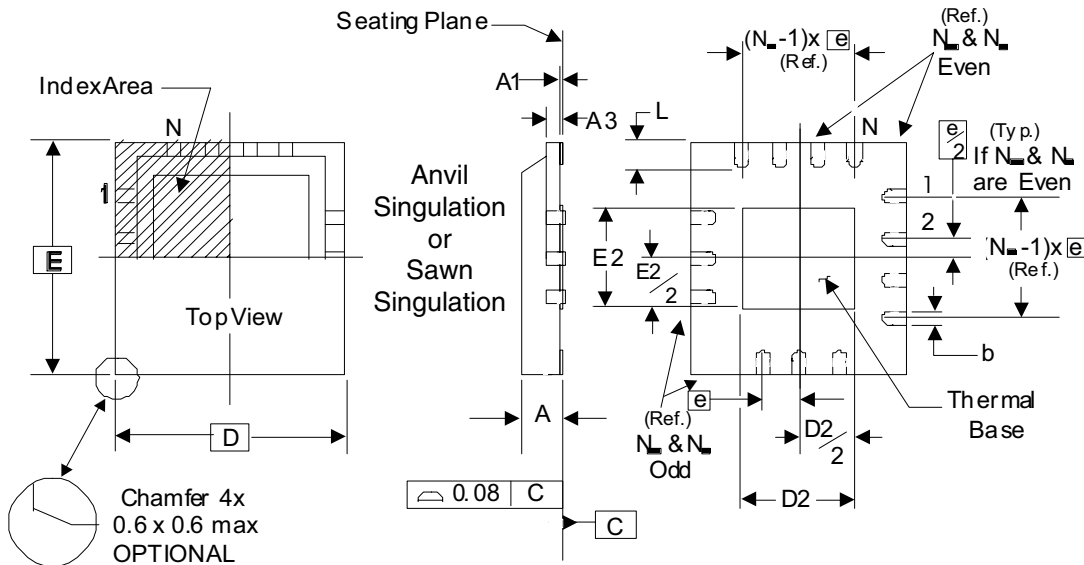 Seating Plane
(Ref.)
N & N
Even
(N -1)x e
(Ref.)
A1
Index Area
A3
L
N
N
e/2
(Typ.)
If N & N
are Even
1
1
2
Anvil
Singulation
or
Sawn
Singulation
E
E2
E2/2
(N -1)x e
(Ref.)
Top View
b
A
e
(Ref.)
N & N
Odd
D2/2
Thermal
Base
D
D2
0.08 C
C
Chamfer 4x
0.6 x 0.6 max
OPTIONAL